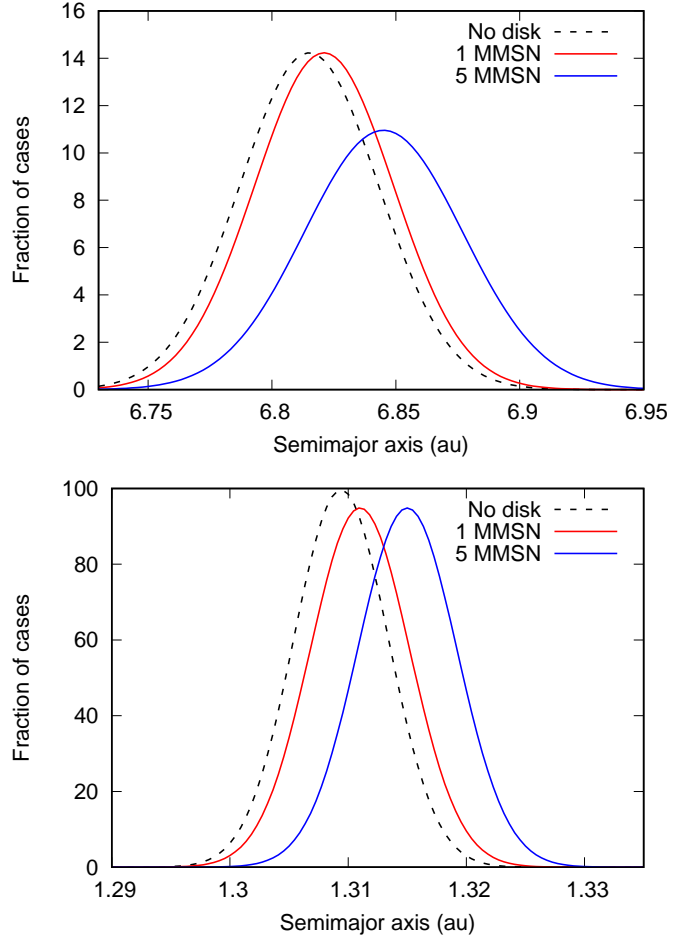 16
14
12
10
8
6
4
2
0
Fraction of cases
No disk
1 MMSN
5 MMSN
6.75 6.8 6.85 6.9 6.95
Semimajor axis (au)
100
80
60
40
20
0
Fraction of cases
No disk
1 MMSN
5 MMSN
1.29 1.3 1.31 1.32 1.33
Semimajor axis (au)